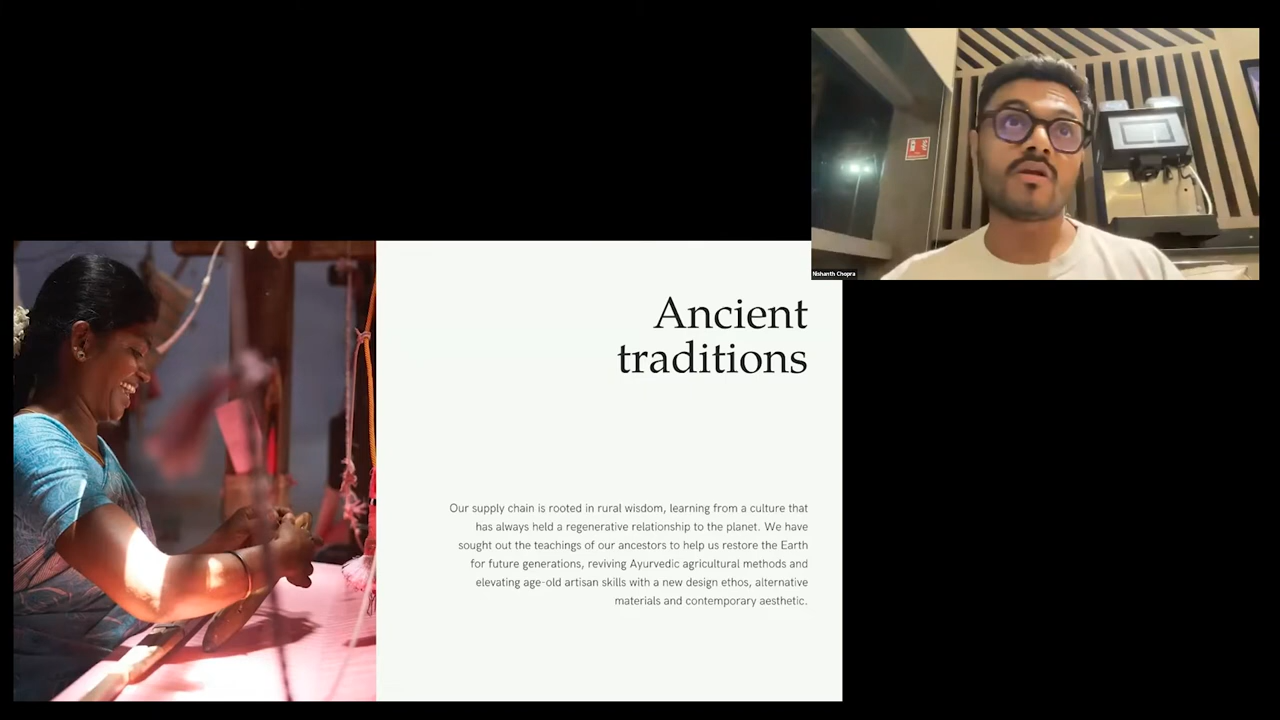 Nishanth Chopra
Ancient
traditions
Our supply chain is rooted in rural wisdom, learning from a culture that
has always held a regenerative relationship to the planet. We have
sought out the teachings of our ancestors to help us restore the Earth
for future generations, reviving Ayurvedic agricultural methods and
elevating age-old artisan skills with a new design ethos, alternative
materials and contemporary aesthetic.